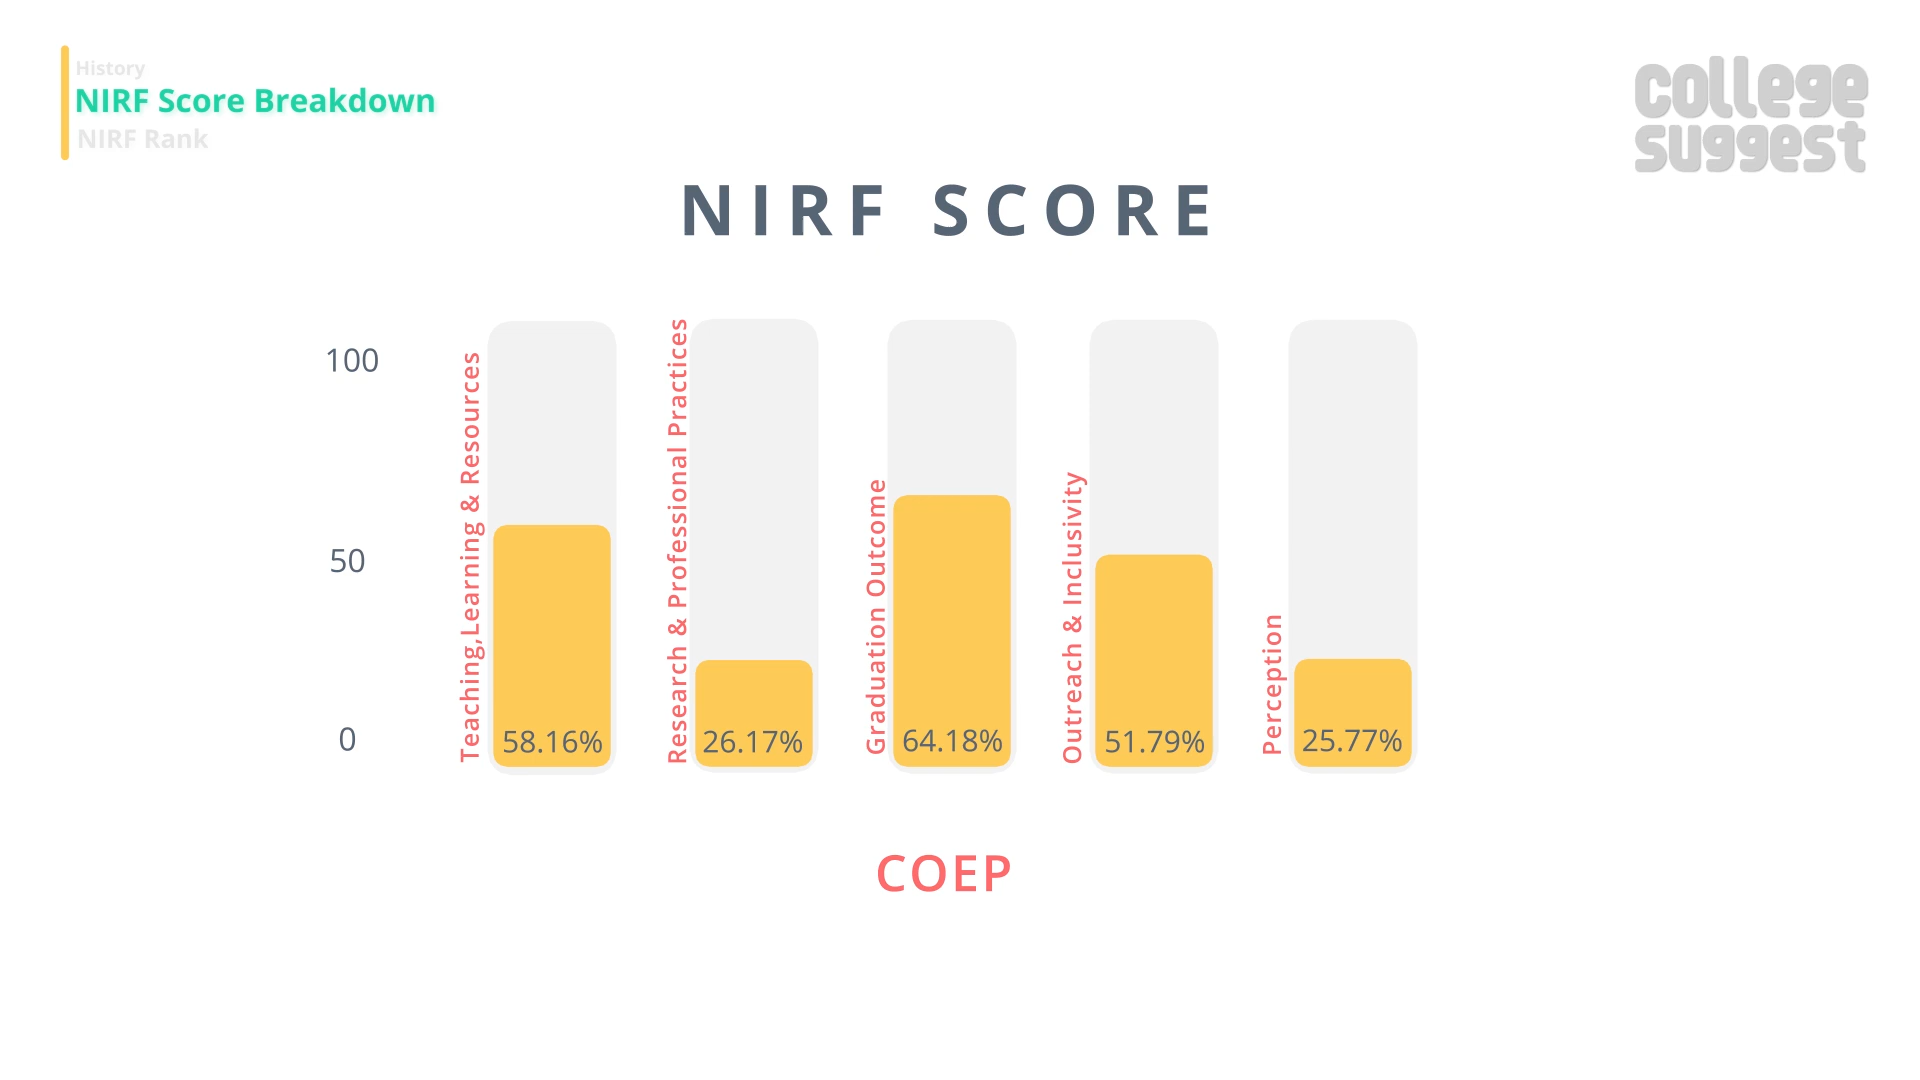 History
NIRF Score Breakdown
NIRF Rank
college
suggest
NIRF SCORE
100
50
0
Teaching,Learning & Resources
58.16%
Research & Professional Practices
26.17%
Graduation Outcome
64.18%
Outreach & Inclusivity
51.79%
Perception
25.77%
COEP